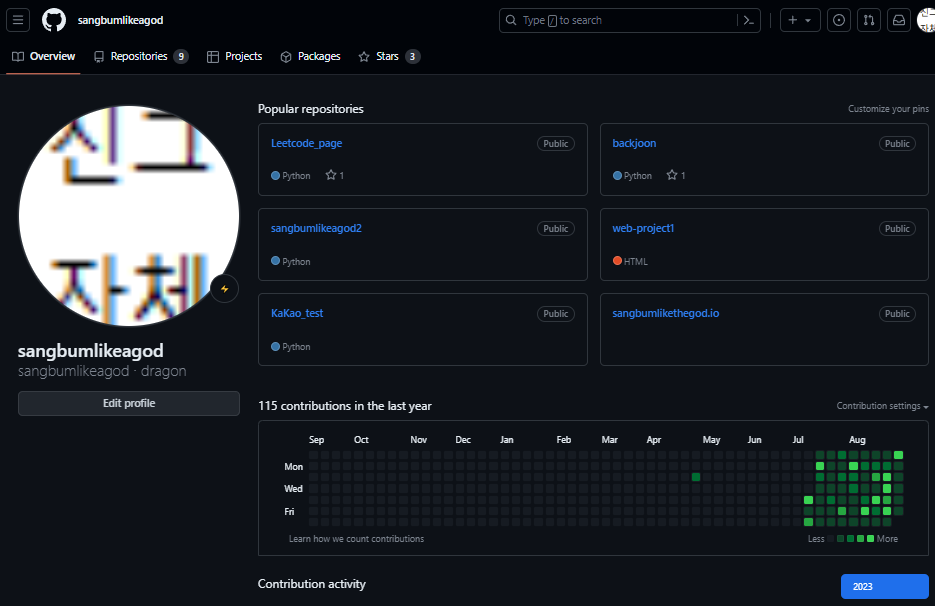 sangbumlikeagod
Type / to search
Overview
Repositories 9
Projects
Packages
Stars 3
신그
자체
sangbumlikeagod
sangbumlikeagod · dragon
Edit profile
Popular repositories
Customize your pins
Leetcode_page Public
Python 1
backjoon Public
Python 1
sangbumlikeagod2 Public
Python
web-project1 Public
HTML
KaKao_test Public
Python
sangbumlikethegod.io Public
115 contributions in the last year
Contribution settings
Sep Oct Nov Dec Jan Feb Mar Apr May Jun Jul Aug
Mon
Wed
Fri
Learn how we count contributions
Less More
Contribution activity
2023